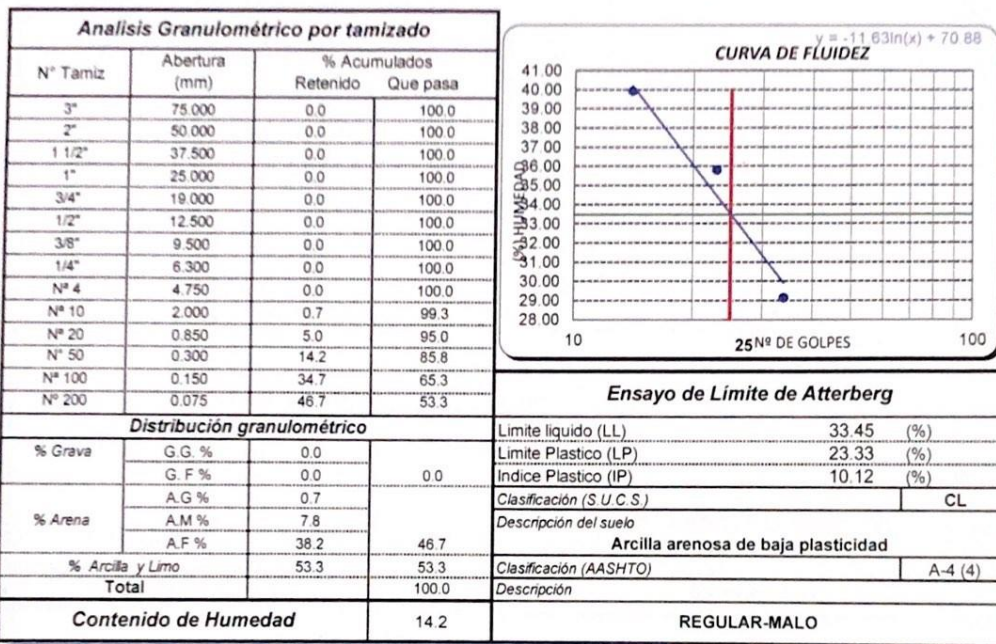 Analisis Granulométrico por tamizado
N° Tamiz Abertura (mm) % Acumulados
Retenido Que pasa
3" 75.000 0.0 100.0
2" 50.000 0.0 100.0
1 1/2" 37.500 0.0 100.0
1" 25.000 0.0 100.0
3/4" 19.000 0.0 100.0
1/2" 12.500 0.0 100.0
3/8" 9.500 0.0 100.0
1/4" 6.300 0.0 100.0
Nª 4 4.750 0.0 100.0
Nª 10 2.000 0.7 99.3
Nª 20 0.850 5.0 95.0
N° 50 0.300 14.2 85.8
Nª 100 0.150 34.7 65.3
Nº 200 0.075 46.7 53.3
Distribución granulométrico
% Grava G.G. % 0.0
G. F % 0.0 0.0
A.G % 0.7
% Arena A.M % 7.8
A.F % 38.2 46.7
% Arcilla y Limo 53.3 53.3
Total 100.0
Contenido de Humedad 14.2
y = -11.63ln(x) + 70.88
CURVA DE FLUIDEZ
41.00
40.00
39.00
38.00
37.00
36.00
35.00
34.00
33.00
32.00
31.00
30.00
29.00
28.00
(%) HUMEDAD
10 25 Nº DE GOLPES 100
Ensayo de Límite de Atterberg
Limite liquido (LL) 33.45 (%)
Limite Plastico (LP) 23.33 (%)
Indice Plastico (IP) 10.12 (%)
Clasificación (S.U.C.S.) CL
Descripción del suelo
Arcilla arenosa de baja plasticidad
Clasificación (AASHTO) A-4 (4)
Descripción
REGULAR-MALO